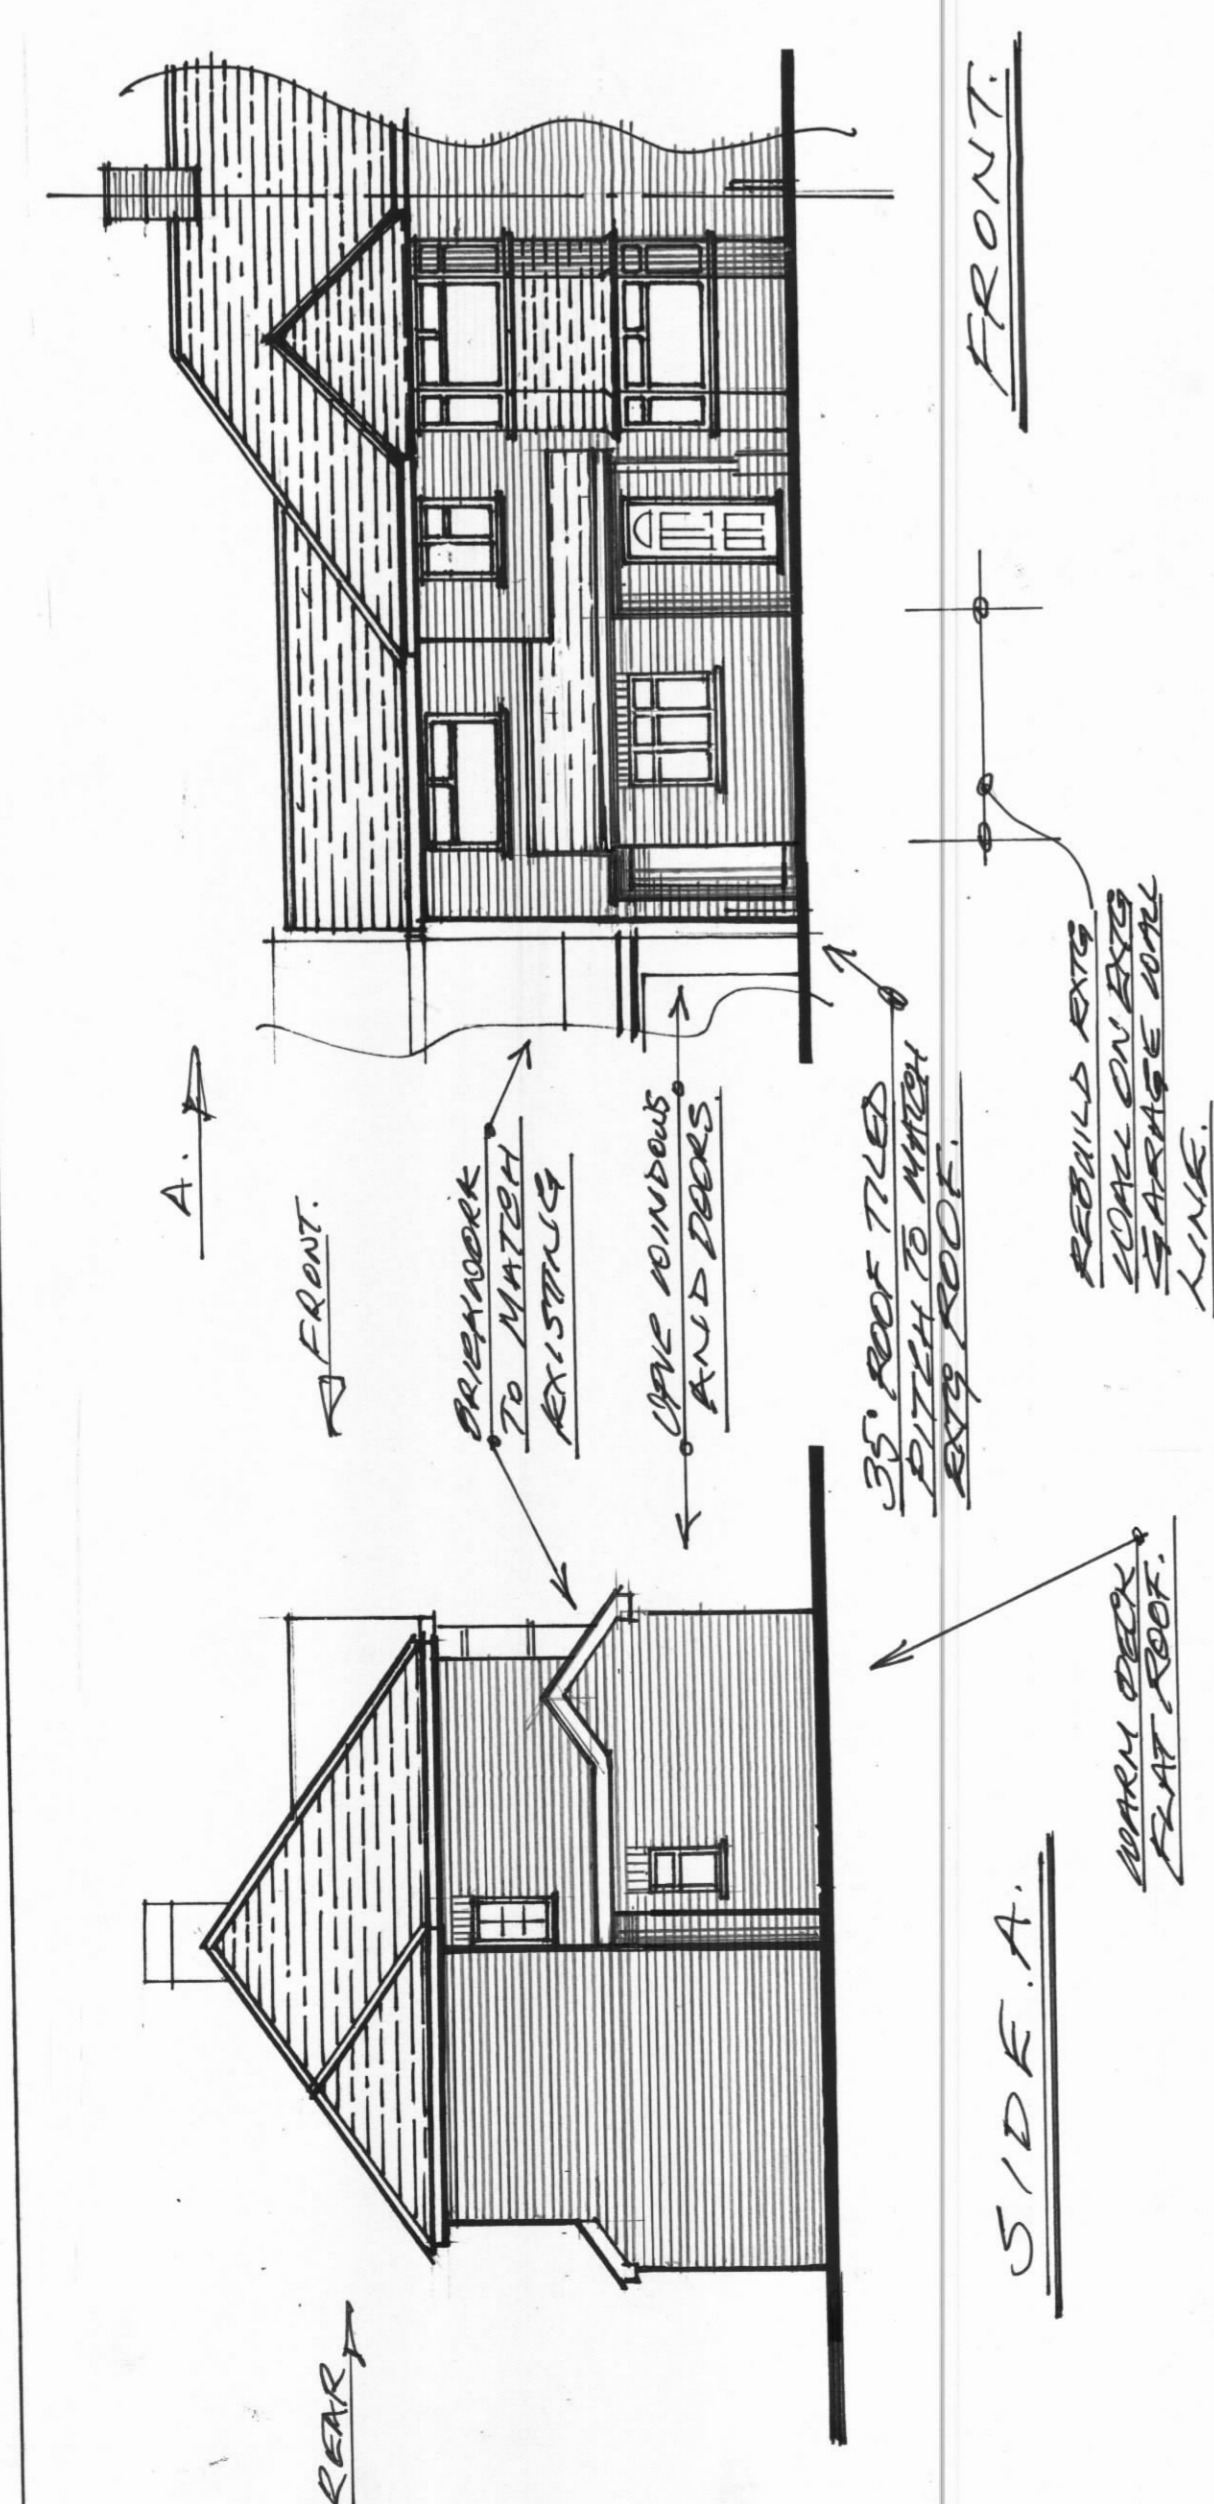 REAR
FRONT.
A.
BRICKWORK
TO MATCH
EXISTING
UPVC WINDOWS
AND DOORS.
35° ROOF TILED
PITCH TO MATCH
EXTG ROOF.
SIDE.A.
FRONT.
WARM DECK
FLAT ROOF.
REBUILD EXTG
WALL ON EXTG
GARAGE WALL
LINE.